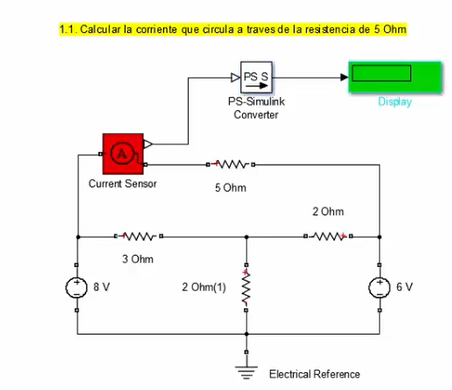 1.1. Calcular la corriente que circula a traves de la resistencia de 5 Ohm
PS S
PS-Simulink
Converter
Display
A
Current Sensor
5 Ohm
2 Ohm
3 Ohm
8 V
2 Ohm(1)
6 V
Electrical Reference